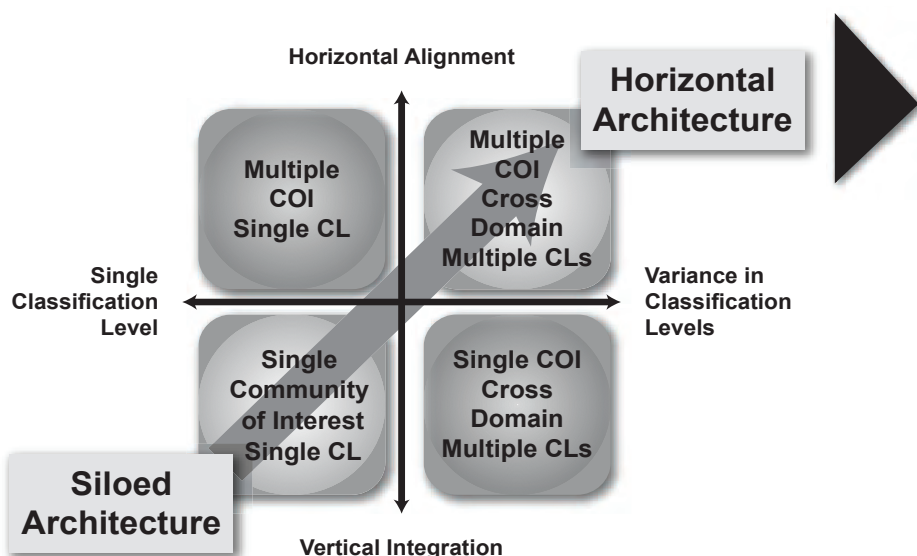 Horizontal Alignment
Horizontal
Architecture
Multiple
COI
Single CL
Multiple
COI
Cross
Domain
Multiple CLs
Single
Classification
Level
Variance in
Classification
Levels
Single
Community
of Interest
Single CL
Single COI
Cross
Domain
Multiple CLs
Siloed
Architecture
Vertical Integration